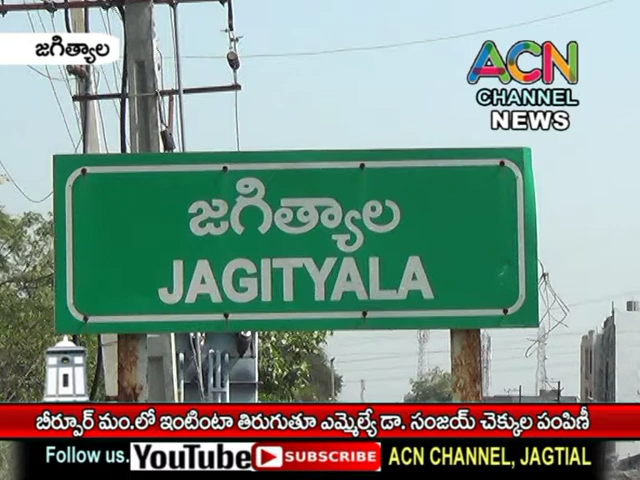 జగిత్యాల
ACN
CHANNEL
NEWS
జగిత్యాల
JAGITYALA
బీర్పూర్ మం.లో ఇంటింటా తిరుగుతూ ఎమ్మెల్యే డా. సంజయ్ చెక్కుల పంపిణీ
Follow us. YouTube SUBSCRIBE ACN CHANNEL, JAGTIAL